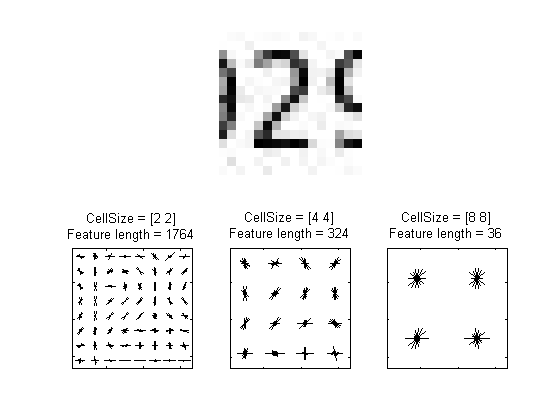 2
CellSize = [2 2]
Feature length = 1764
CellSize = [4 4]
Feature length = 324
CellSize = [8 8]
Feature length = 36